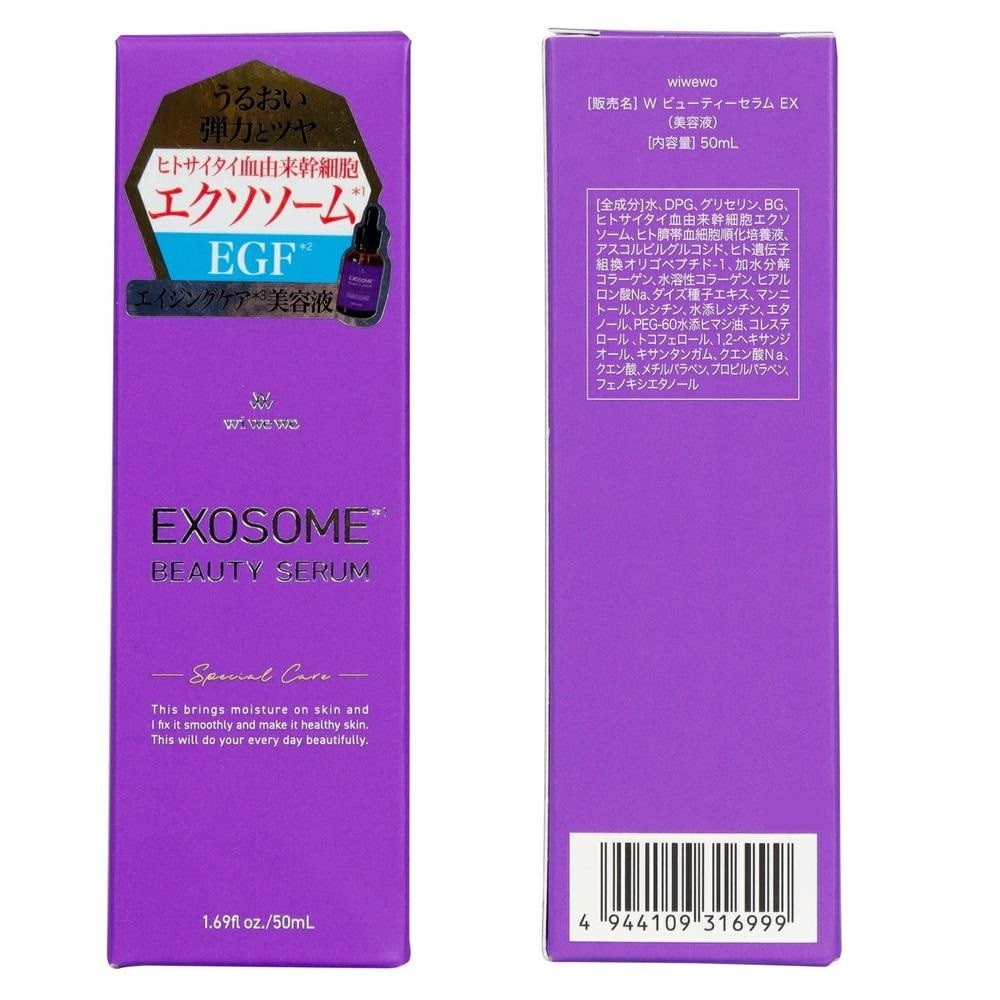 うるおい
弾力とツヤ
ヒトサイタイ血由来幹細胞
エクソソーム*1
EGF*2
EXOSOME
エイジングケア*3美容液
wiwewo
EXOSOME*1
BEAUTY SERUM
Special Care
This brings moisture on skin and
I fix it smoothly and make it healthy skin.
This will do your every day beautifully.
1.69fl oz./50mL
wiwewo
[販売名] W ビューティーセラム EX
(美容液)
[内容量] 50mL
[全成分]水、DPG、グリセリン、BG、
ヒトサイタイ血由来幹細胞エクソ
ソーム、ヒト臍帯血細胞順化培養液、
アスコルビルグルコシド、ヒト遺伝子
組換オリゴペプチド-1、加水分解
コラーゲン、水溶性コラーゲン、ヒアル
ロン酸Na、ダイズ種子エキス、マンニ
トール、レシチン、水添レシチン、エタ
ノール、PEG-60水添ヒマシ油、コレステ
ロール、トコフェロール、1,2-ヘキサンジ
オール、キサンタンガム、クエン酸Na、
クエン酸、メチルパラベン、プロピルパラベン、
フェノキシエタノール
4 944109 316999